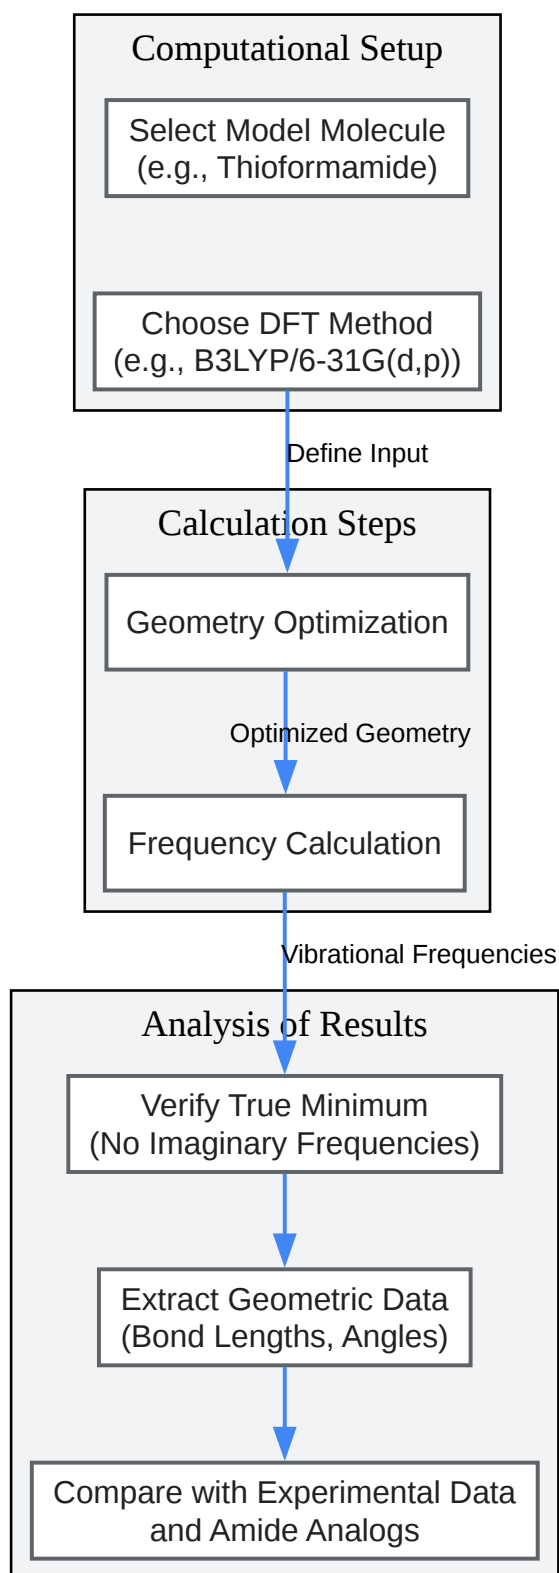 Computational Setup
Select Model Molecule
(e.g., Thioformamide)
Choose DFT Method
(e.g., B3LYP/6-31G(d,p))
Define Input
Calculation Steps
Geometry Optimization
Optimized Geometry
Frequency Calculation
Vibrational Frequencies
Analysis of Results
Verify True Minimum
(No Imaginary Frequencies)
Extract Geometric Data
(Bond Lengths, Angles)
Compare with Experimental Data
and Amide Analogs